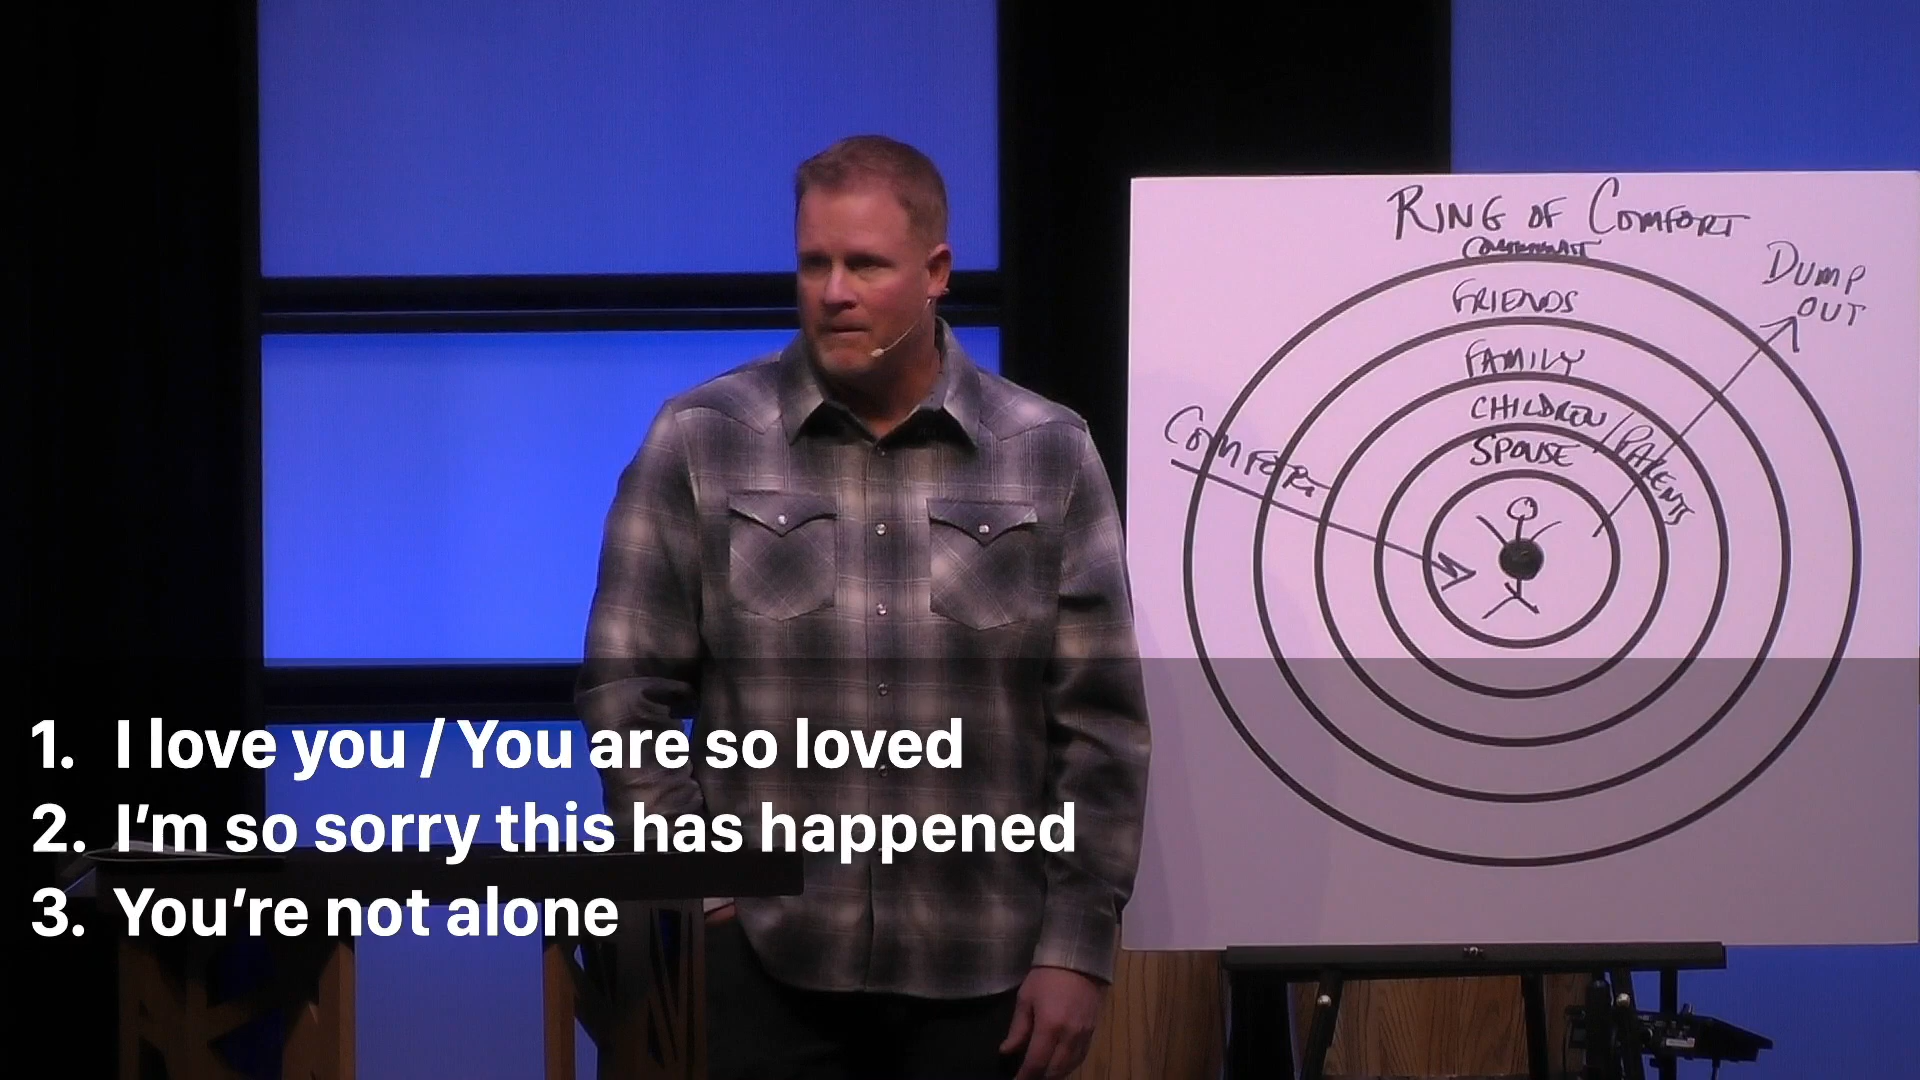 RING OF COMFORT
FRIENDS
FAMILY
CHILDREN/PARENTS
SPOUSE
COMFORT
DUMP
OUT
1. I love you / You are so loved
2. I’m so sorry this has happened
3. You’re not alone